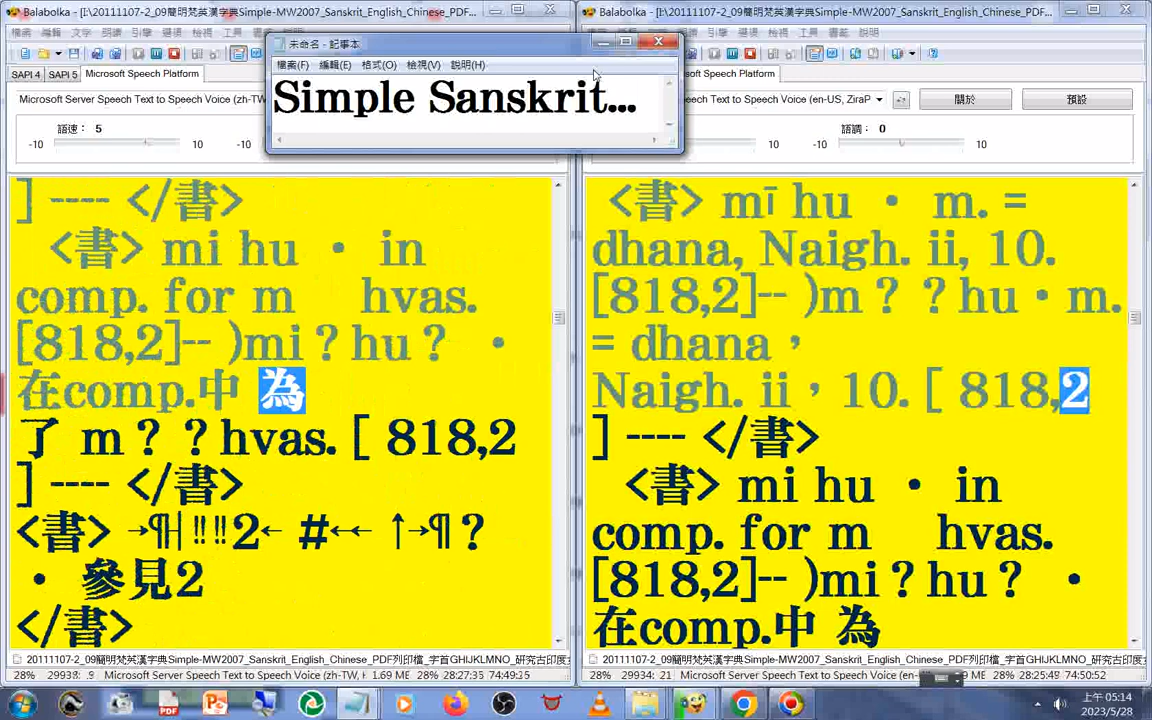 Balabolka - [I:\20111107-2_09簡明梵英漢字典Simple-MW2007_Sanskrit_English_Chinese_PDF...
SAPI 4 SAPI 5 Microsoft Speech Platform
Microsoft Server Speech Text to Speech Voice (zh-TW,
語速： 5
-10 10 -10
] ---- </書>
<書> mi hu • in
comp. for m hvas.
[818,2]-- )mi？hu？ •
在comp.中 為
了 m？？hvas. [ 818,2
] ---- </書>
<書> →¶┤‼‼2← #←← ↑→¶？
• 參見2
</書>
20111107-2_09簡明梵英漢字典Simple-MW2007_Sanskrit_English_Chinese_PDF列印檔_字首GHIJKLMNO_研究古印度
28% 29938: .9 Microsoft Server Speech Text to Speech Voice (zh-TW, 1.69 MB 28% 28:27:35 74:49:25
未命名 - 記事本
檔案(F) 編輯(E) 格式(O) 檢視(V) 說明(H)
Simple Sanskrit...
Balabolka - [I:\20111107-2_09簡明梵英漢字典Simple-MW2007_Sanskrit_English_Chinese_PDF...
Speech Platform
Speech Text to Speech Voice (en-US, ZiraP
關於 預設
語調： 0
10 -10 10
<書> mī hu • m. =
dhana, Naigh. ii, 10.
[818,2]-- )m？？hu•m.
= dhana，
Naigh. ii，10. [ 818,2
] ---- </書>
<書> mi hu • in
comp. for m hvas.
[818,2]-- )mi？hu？ •
在comp.中 為
20111107-2_09簡明梵英漢字典Simple-MW2007_Sanskrit_English_Chinese_PDF列印檔_字首GHIJKLMNO_研究古印度
28% 29934: 21 Microsoft Server Speech Text to Speech Voice 28% 28:25:49 74:50:52
上午 05:14
2023/5/28